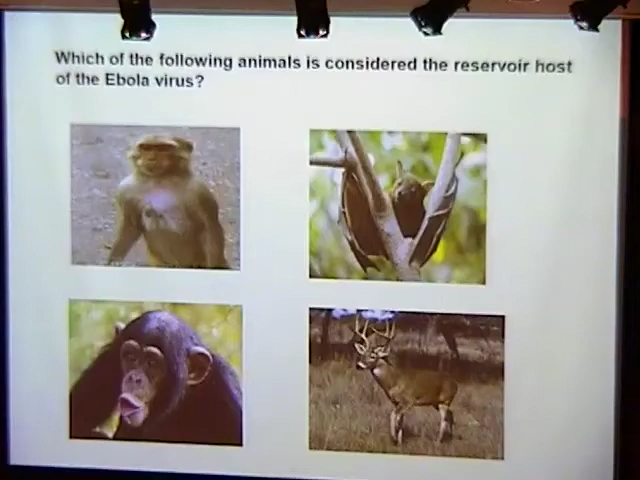 Which of the following animals is considered the reservoir host
of the Ebola virus?